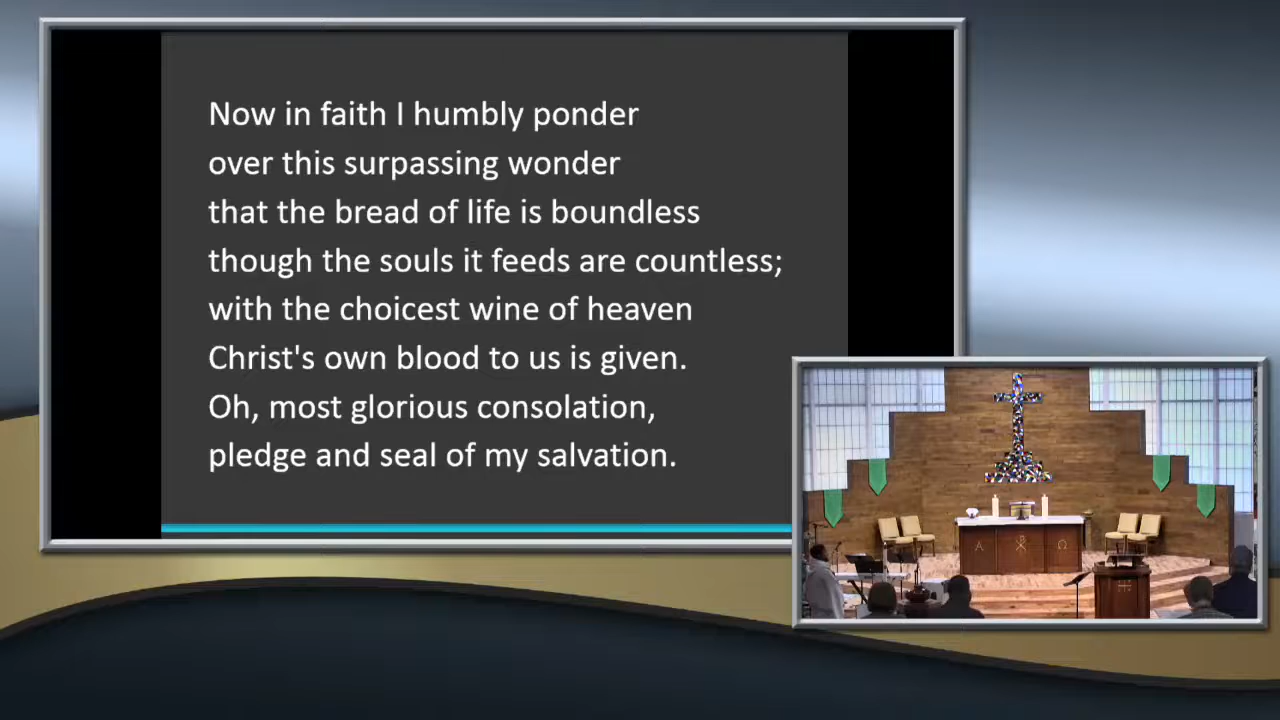 Now in faith I humbly ponder
over this surpassing wonder
that the bread of life is boundless
though the souls it feeds are countless;
with the choicest wine of heaven
Christ's own blood to us is given.
Oh, most glorious consolation,
pledge and seal of my salvation.
Α
Ω